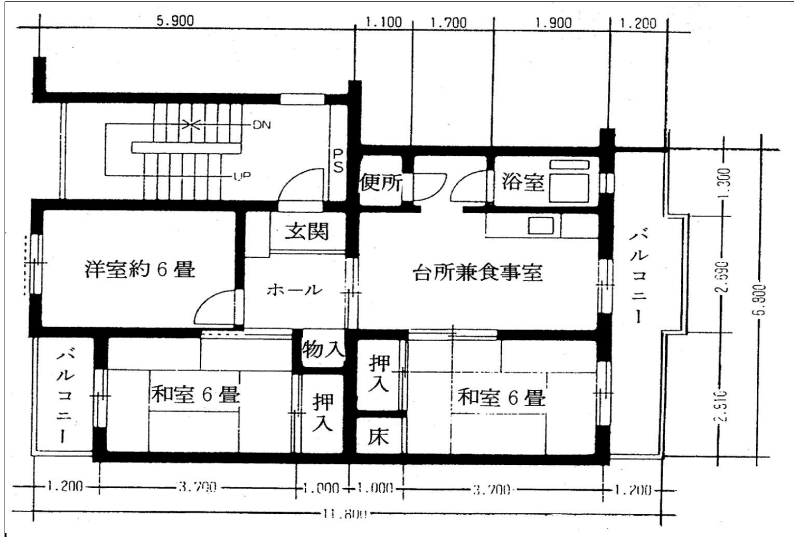 5.900
1.100
1.700
1.900
1.200
DN
UP
PS
便所
浴室
1.300
玄関
洋室約6畳
ホール
台所兼食事室
バルコニー
2.690
6.900
物入
バルコニー
和室6畳
押入
押入
和室6畳
床
2.910
1.200
3.700
1.000
1.000
3.700
1.200
11.800